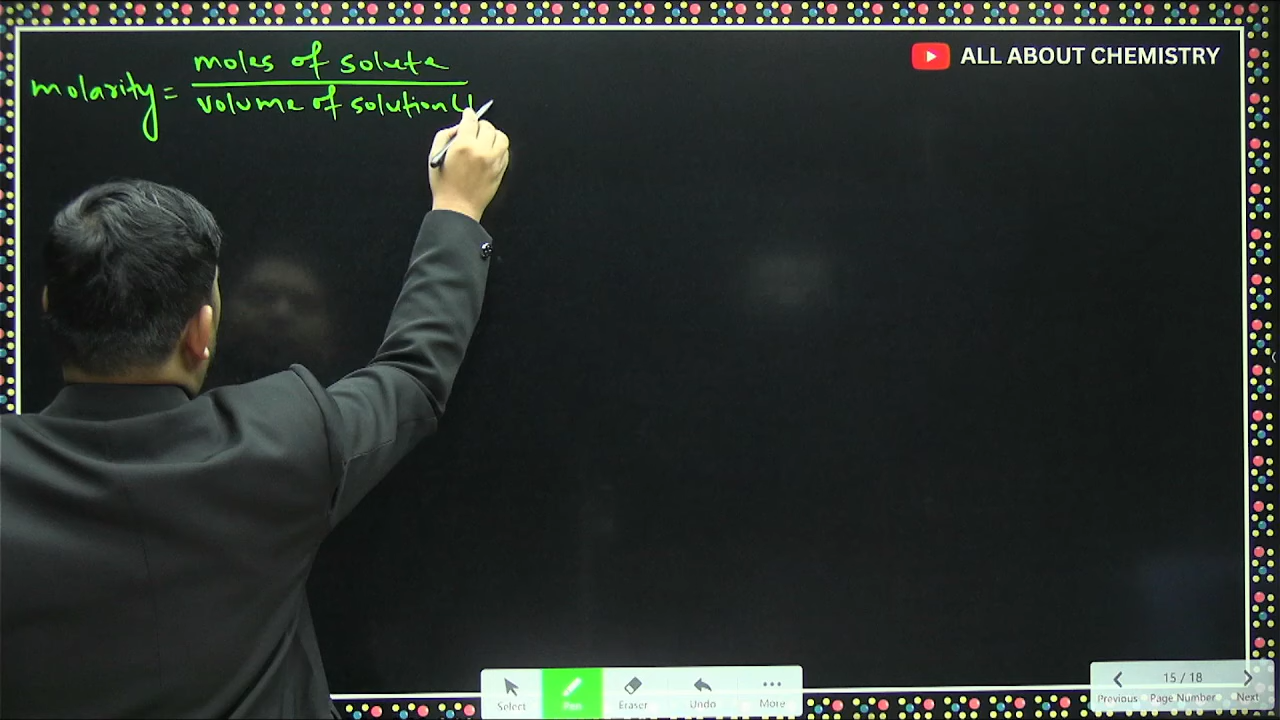 ALL ABOUT CHEMISTRY
moles of solute
molarity =
volume of solution (
Select
Pen
Eraser
Undo
More
15 / 18
Previous Page Number Next